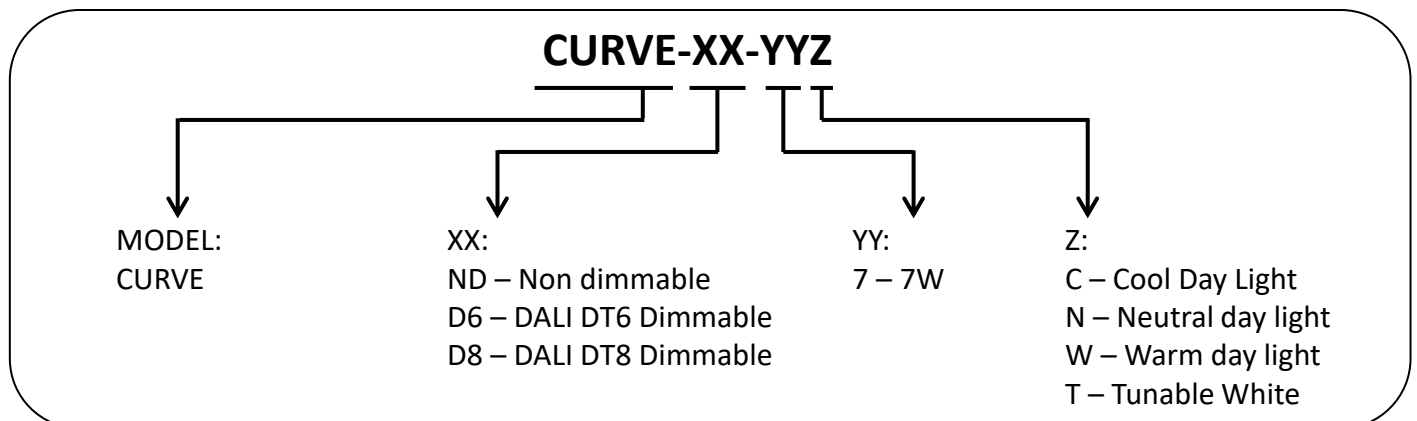 CURVE-XX-YYZ
MODEL:
CURVE
XX:
ND – Non dimmable
D6 – DALI DT6 Dimmable
D8 – DALI DT8 Dimmable
YY:
7 – 7W
Z:
C – Cool Day Light
N – Neutral day light
W – Warm day light
T – Tunable White